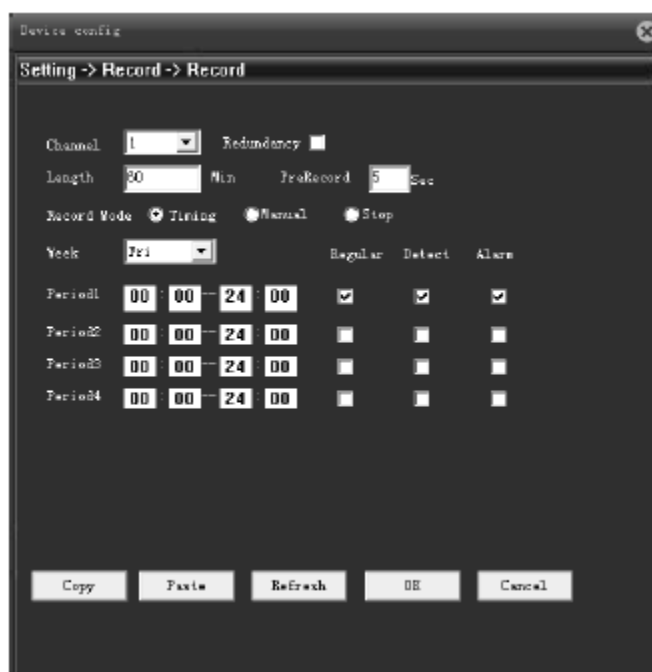 Device config
Setting -> Record -> Record
Channel 1 Redundancy
Length 60 Min PreRecord 5 Sec
Record Mode Timing Manual Stop
Week Fri Regular Detect Alarm
Period1 00 : 00 -- 24 : 00
Period2 00 : 00 -- 24 : 00
Period3 00 : 00 -- 24 : 00
Period4 00 : 00 -- 24 : 00
Copy Paste Refresh OK Cancel